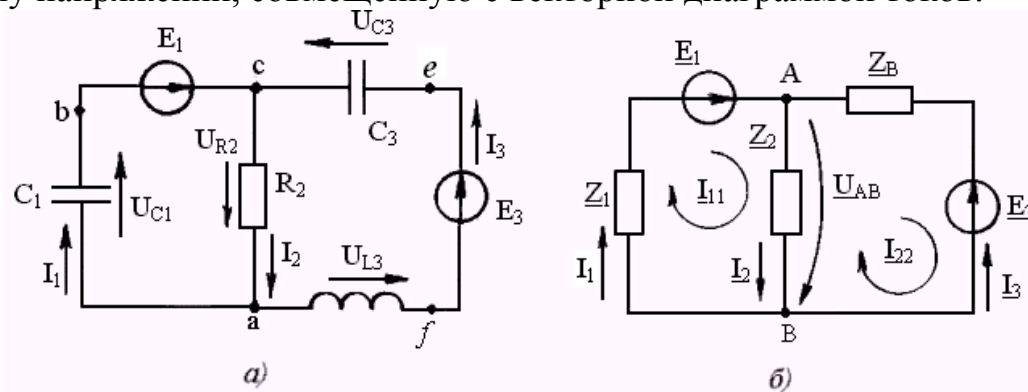 му напряжений, совмещенную с векторной диаграммой токов.
U_C3
E₁
c
e
b
C₃
I₃
U_R2
R₂
C₁
U_C1
E₃
I₂
U_L3
I₁
a
f
а)
E₁
A
Z_B
Z₂
Z₁
I₁₁
U_AB
E
I₁
I₂
I₂₂
I₃
B
б)